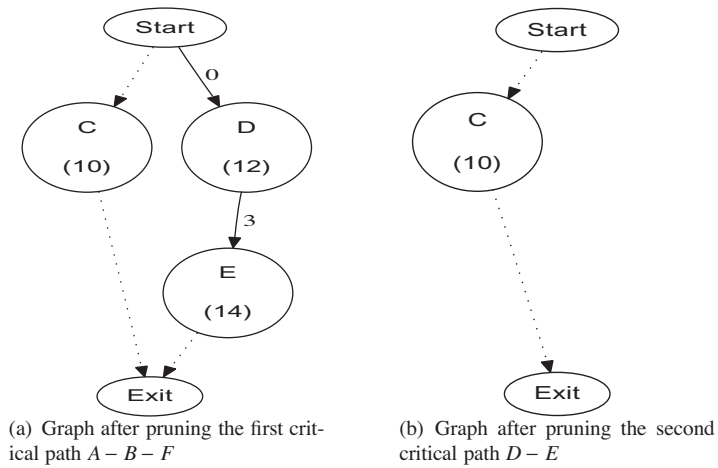 Start
0
C
(10)
D
(12)
3
E
(14)
Exit
(a) Graph after pruning the first crit-
ical path A − B − F
Start
C
(10)
Exit
(b) Graph after pruning the second
critical path D − E